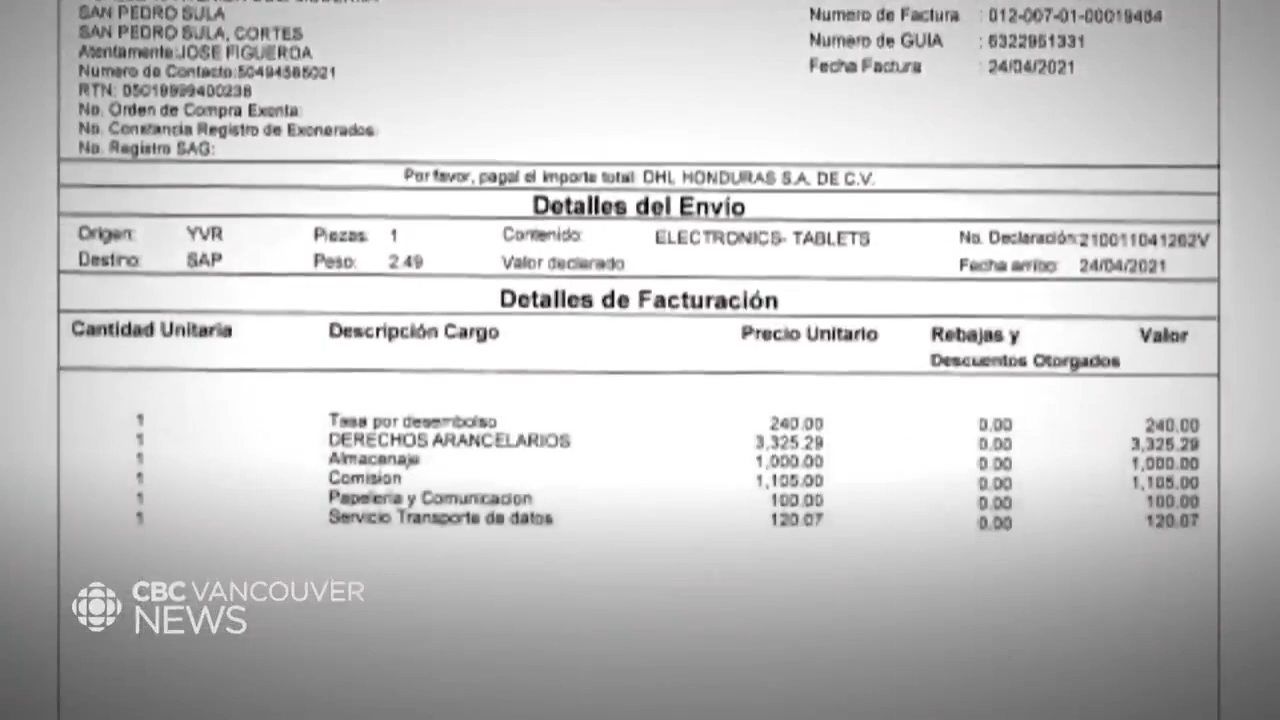 SAN PEDRO SULA
SAN PEDRO SULA, CORTES
Atentamente:JOSE FIGUEROA
Numero de Contacto:50494585021
RTN: 05019999400238
No. Orden de Compra Exenta:
No. Constancia Registro de Exonerados:
No. Registro SAG:
Numero de Factura : 012-007-01-00019484
Numero de GUIA : 6322951331
Fecha Factura : 24/04/2021
Por favor, pagal el importe total: DHL HONDURAS S.A. DE C.V.
Detalles del Envío
Origen: YVR Piezas: 1 Contenido: ELECTRONICS- TABLETS No. Declaración:210011041262V
Destino: SAP Peso: 2.49 Valor declarado Fecha arribo: 24/04/2021
Detalles de Facturación
Cantidad Unitaria Descripción Cargo Precio Unitario Rebajas y Descuentos Otorgados Valor
1 Tasa por desembolso 240.00 0.00 240.00
1 DERECHOS ARANCELARIOS 3,325.29 0.00 3,325.29
1 Almacenaje 1,000.00 0.00 1,000.00
1 Comision 1,105.00 0.00 1,105.00
1 Papeleria y Comunicacion 100.00 0.00 100.00
1 Servicio Transporte de datos 120.07 0.00 120.07
CBC VANCOUVER
NEWS